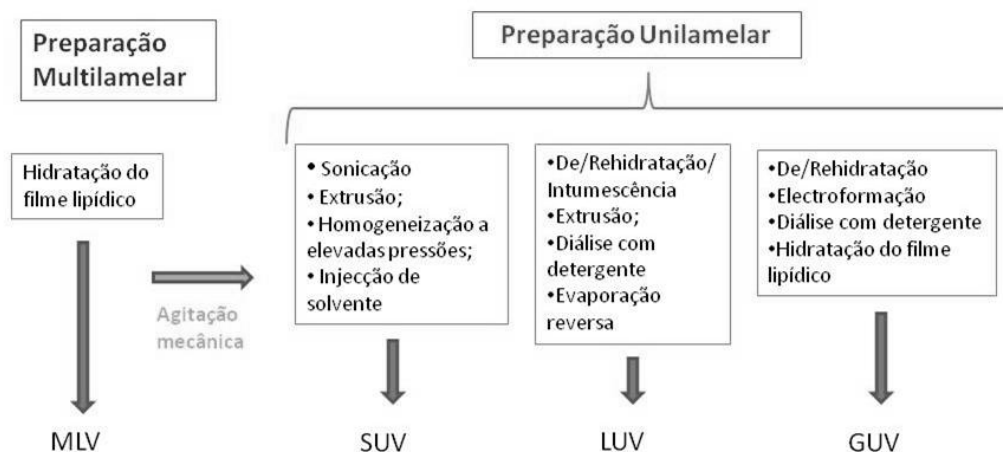 Preparação
Multilamelar
Preparação Unilamelar
Hidratação do
filme lipídico
Agitação
mecânica
• Sonicação
• Extrusão;
• Homogeneização a
elevadas pressões;
• Injecção de
solvente
•De/Rehidratação/
Intumescência
•Extrusão;
•Diálise com
detergente
•Evaporação
reversa
•De/Rehidratação
•Electroformação
•Diálise com detergente
•Hidratação do filme
lipídico
MLV
SUV
LUV
GUV